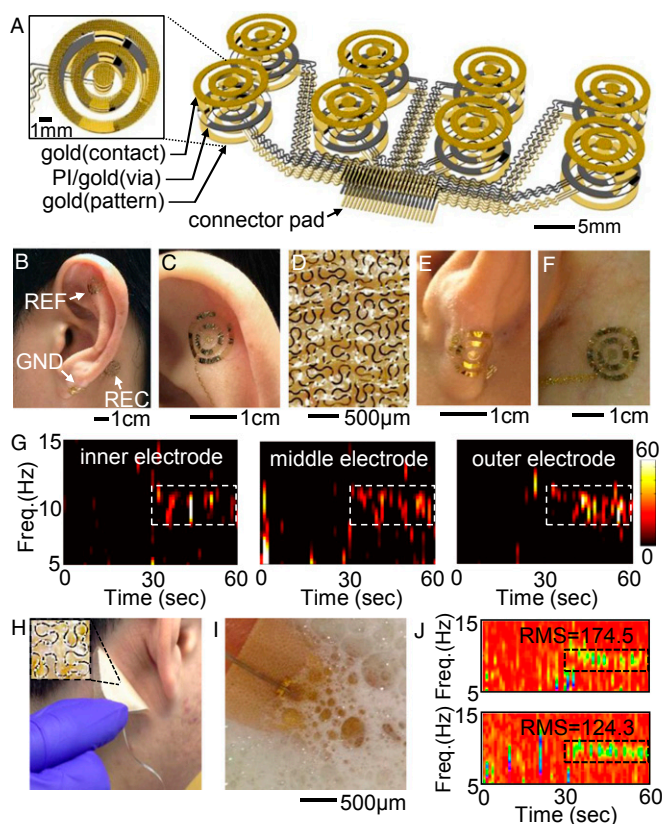 A
1mm
gold(contact)
PI/gold(via)
gold(pattern)
connector pad
5mm
B
REF
GND
REC
1cm
C
1cm
D
500μm
E
1cm
F
1cm
G
Freq.(Hz)
15
10
5
inner electrode
middle electrode
outer electrode
60
0
0
30
60
0
30
60
0
30
60
Time (sec)
Time (sec)
Time (sec)
H
I
500μm
J
Freq.(Hz)
15
5
RMS=174.5
Freq.(Hz)
15
5
RMS=124.3
0
30
60
Time (sec)